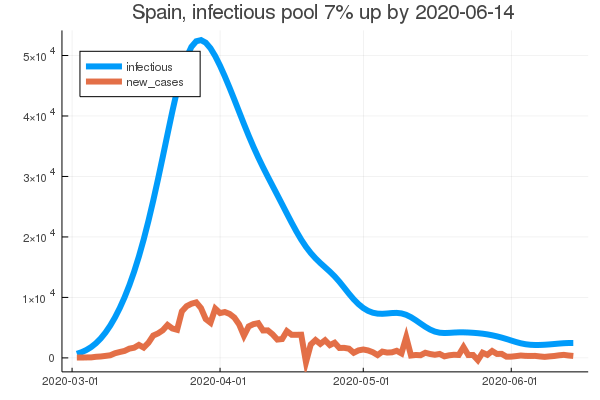 Spain, infectious pool 7% up by 2020-06-14
5×10⁴
infectious
new_cases
4×10⁴
3×10⁴
2×10⁴
1×10⁴
0
2020-03-01 2020-04-01 2020-05-01 2020-06-01